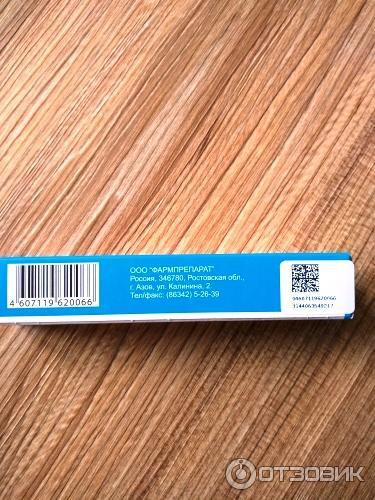 ООО "ФАРМПРЕПАРАТ"
Россия, 346780, Ростовская обл.,
г. Азов, ул. Калинина, 2.
Тел/факс: (86342) 5-26-39
4 607119 620066
04607119620066
ОТЗОВИК